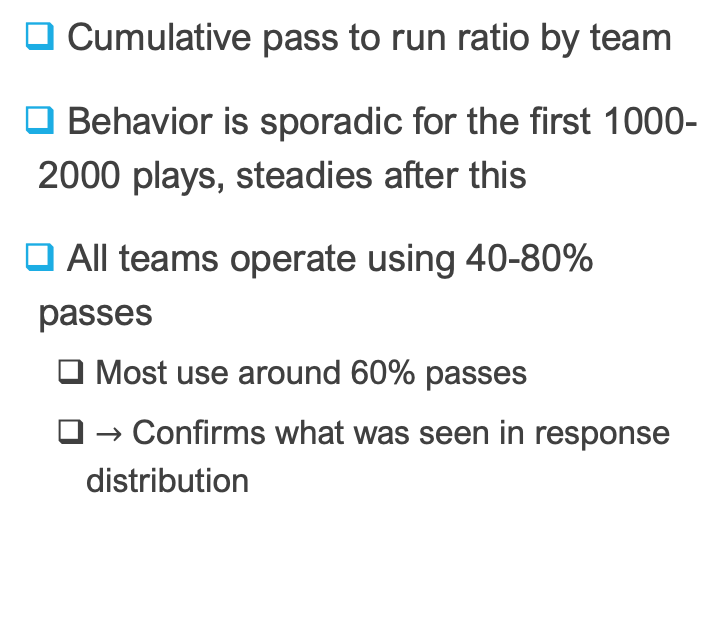 ❑ Cumulative pass to run ratio by team
❑ Behavior is sporadic for the first 1000-
2000 plays, steadies after this
❑ All teams operate using 40-80%
passes
❑ Most use around 60% passes
❑ → Confirms what was seen in response
distribution